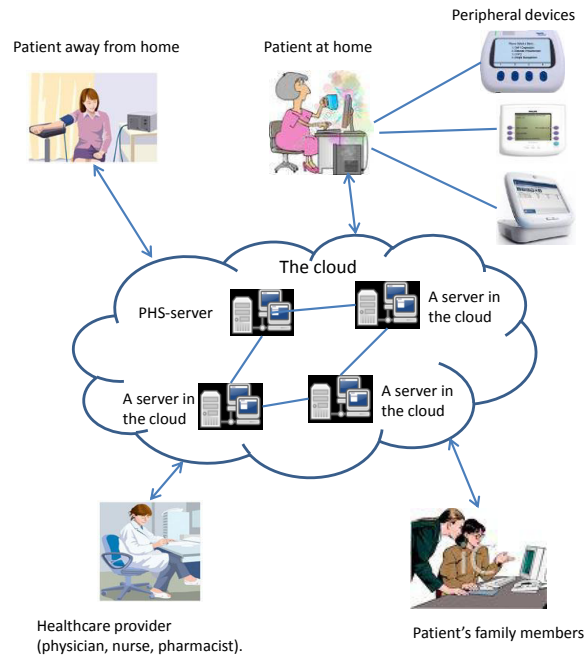 Peripheral devices
Patient away from home
Patient at home
The cloud
PHS-server
A server in
the cloud
A server in
the cloud
A server in
the cloud
Healthcare provider
(physician, nurse, pharmacist).
Patient's family members